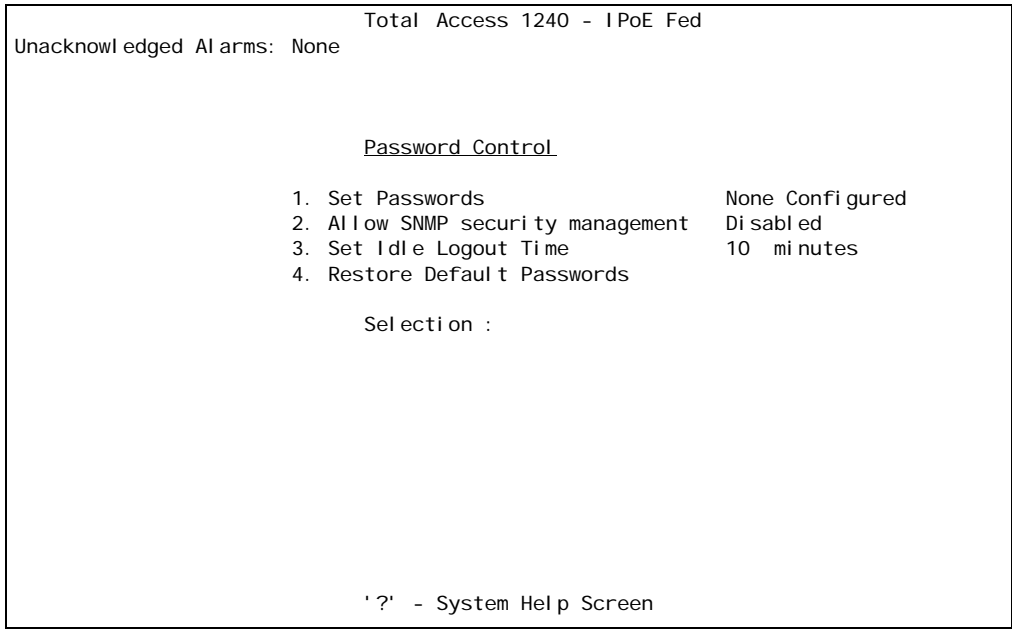 Total Access 1240 - IPoE Fed
Unacknowledged Alarms: None
Password Control
1. Set Passwords None Configured
2. Allow SNMP security management Disabled
3. Set Idle Logout Time 10 minutes
4. Restore Default Passwords
Selection :
'?' - System Help Screen